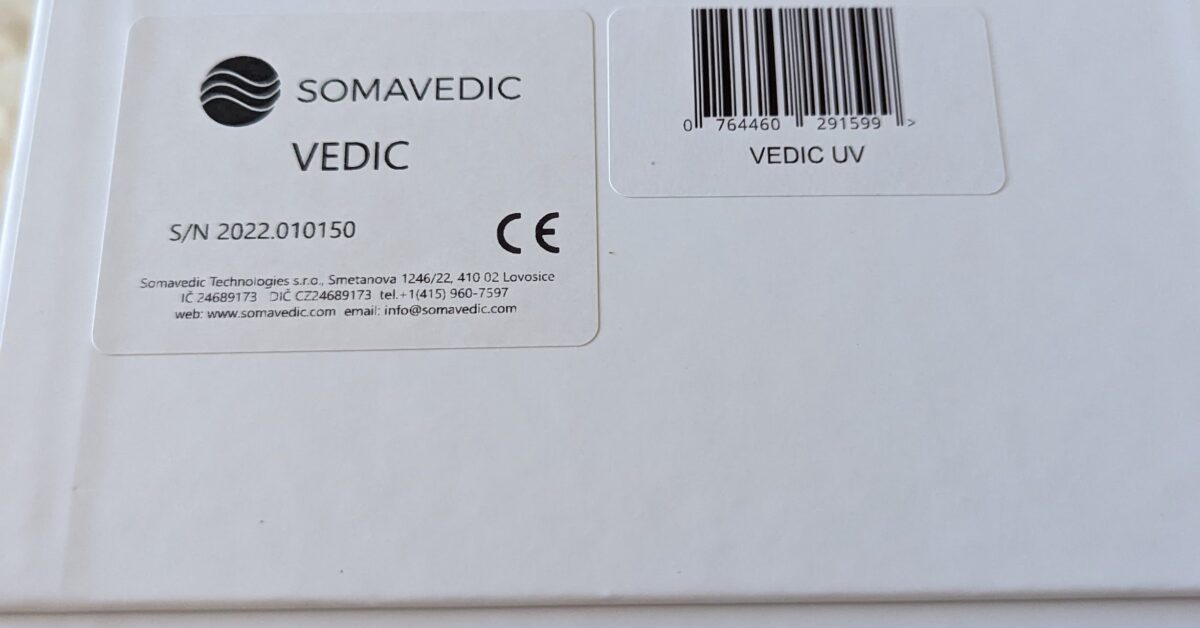 SOMAVEDIC
VEDIC
S/N 2022.010150
CE
Somavedic Technologies s.r.o., Smetanova 1246/22, 410 02 Lovosice
IČ 24689173 DIČ CZ24689173 tel.+1(415) 960-7597
web: www.somavedic.com email: info@somavedic.com
0 764460 291599 >
VEDIC UV